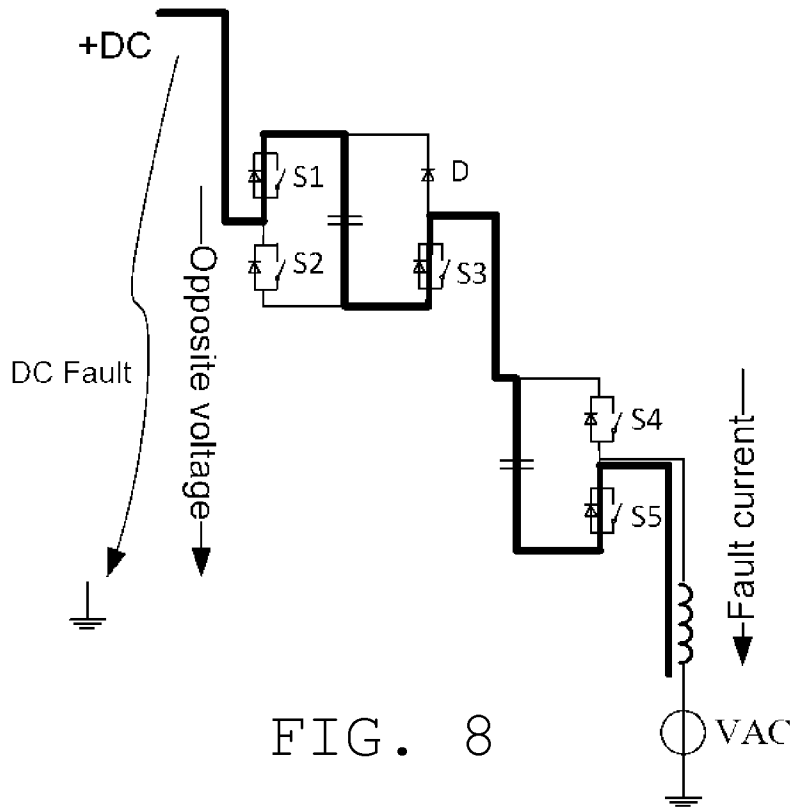 +DC
S1
D
S2
S3
Opposite voltage
DC Fault
S4
S5
Fault current
VAC
FIG. 8